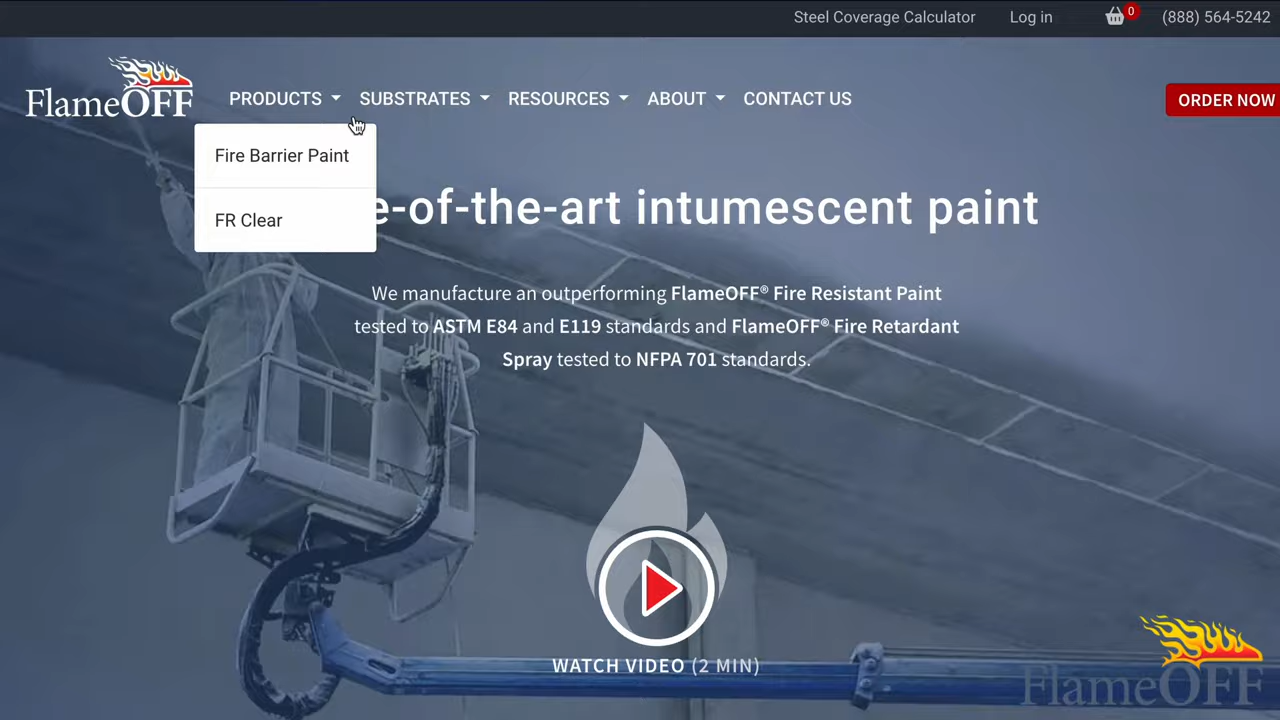 Steel Coverage Calculator
Log in
0
(888) 564-5242
FlameOFF
PRODUCTS
SUBSTRATES
RESOURCES
ABOUT
CONTACT US
ORDER NOW
Fire Barrier Paint
FR Clear
e-of-the-art intumescent paint
We manufacture an outperforming FlameOFF® Fire Resistant Paint
tested to ASTM E84 and E119 standards and FlameOFF® Fire Retardant
Spray tested to NFPA 701 standards.
WATCH VIDEO (2 MIN)
FlameOFF